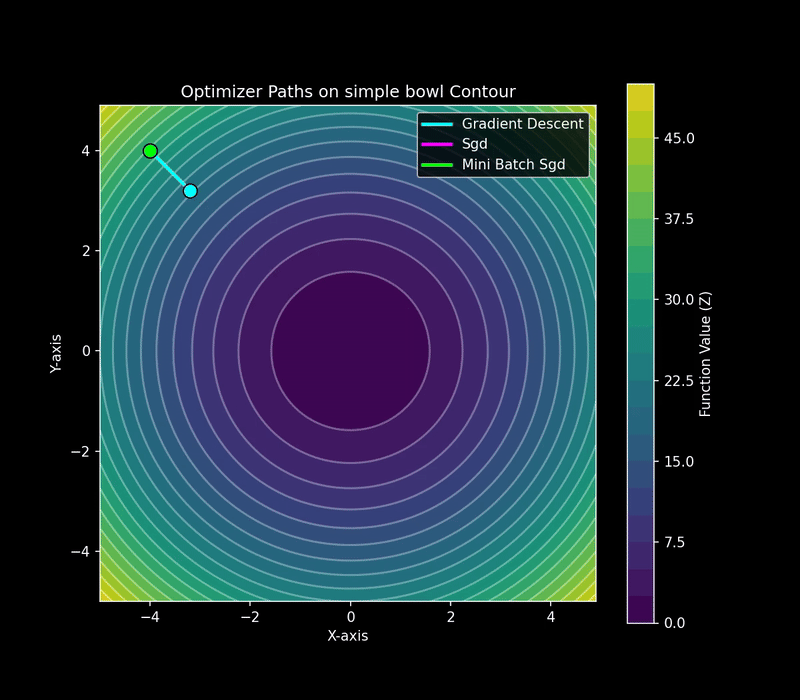 Optimizer Paths on simple bowl Contour
Gradient Descent
Sgd
Mini Batch Sgd
4
2
0
−2
−4
Y-axis
−4
−2
0
2
4
X-axis
45.0
37.5
30.0
22.5
15.0
7.5
0.0
Function Value (Z)